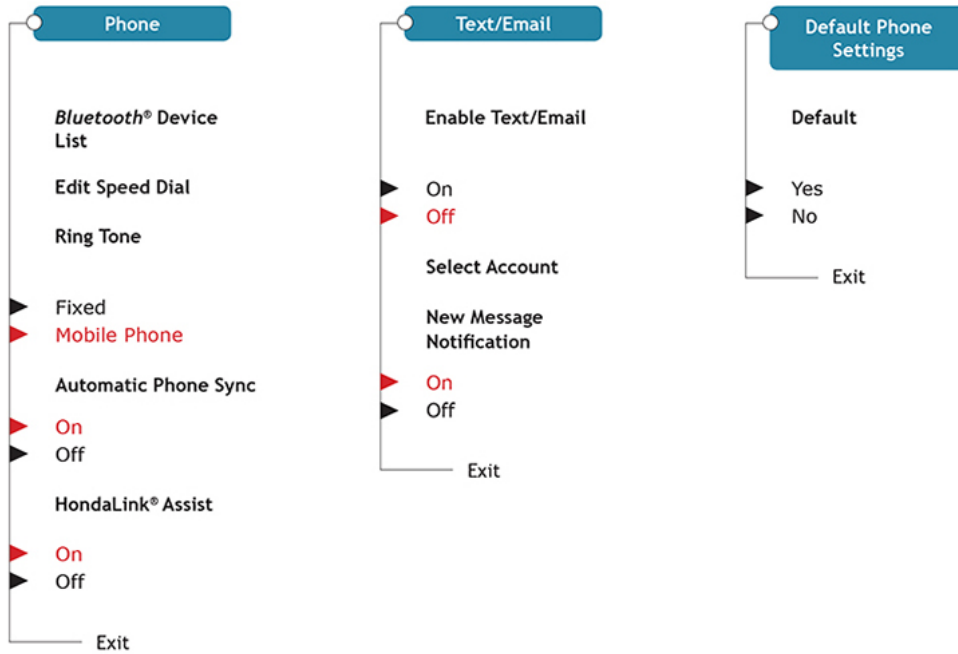 Phone
Bluetooth® Device
List
Edit Speed Dial
Ring Tone
Fixed
Mobile Phone
Automatic Phone Sync
On
Off
HondaLink® Assist
On
Off
Exit
Text/Email
Enable Text/Email
On
Off
Select Account
New Message
Notification
On
Off
Exit
Default Phone
Settings
Default
Yes
No
Exit